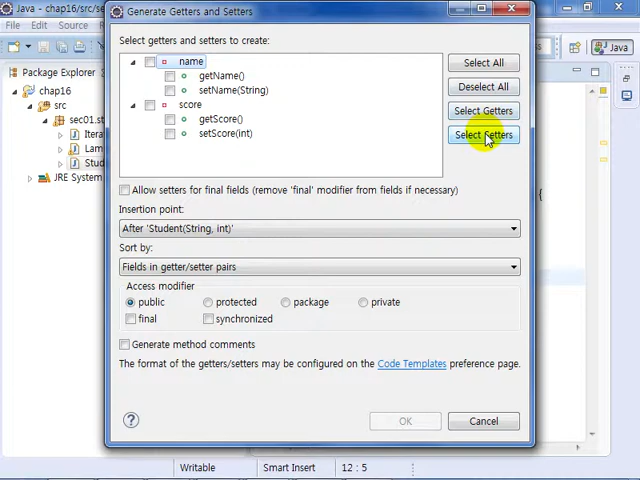 Java - chap16/src/se
Generate Getters and Setters
File
Edit
S
Java
Package Explorer
chap16
src
sec01.st
Itera
Lam
Stud
JRE System
Select getters and setters to create:
name
getName()
setName(String)
score
getScore()
setScore(int)
Select All
Deselect All
Select Getters
Select Setters
{
Allow setters for final fields (remove 'final' modifier from fields if necessary)
Insertion point:
After 'Student(String, int)'
Sort by:
Fields in getter/setter pairs
Access modifier
public
protected
package
private
final
synchronized
Generate method comments
The format of the getters/setters may be configured on the Code Templates preference page.
?
OK
Cancel
Writable
Smart Insert
12 : 5